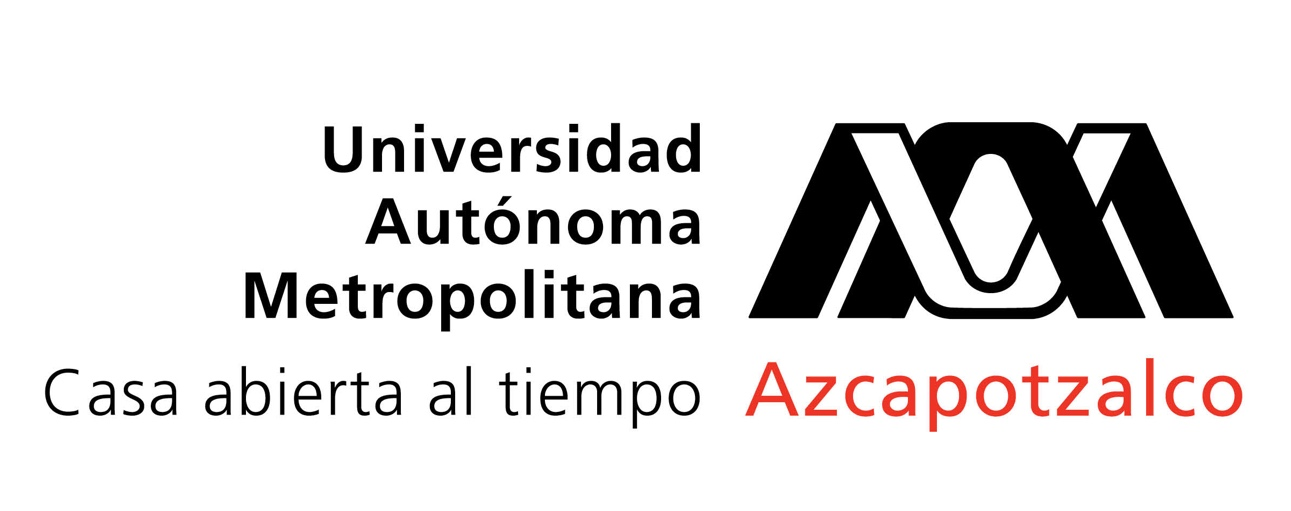 Universidad
Autónoma
Metropolitana
Casa abierta al tiempo
Azcapotzalco